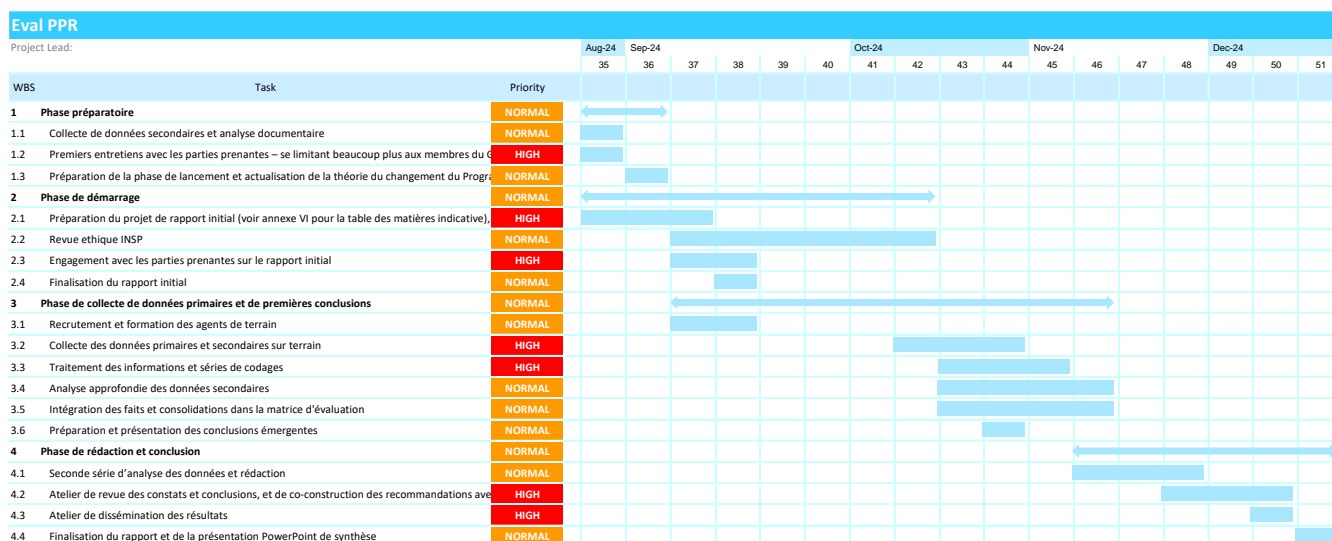 Eval PPR
Project Lead:
Aug-24 Sep-24 Oct-24 Nov-24 Dec-24
35 36 37 38 39 40 41 42 43 44 45 46 47 48 49 50 51
WBS Task Priority
1 Phase préparatoire NORMAL
1.1 Collecte de données secondaires et analyse documentaire NORMAL
1.2 Premiers entretiens avec les parties prenantes – se limitant beaucoup plus aux membres du HIGH
1.3 Préparation de la phase de lancement et actualisation de la théorie du changement du Progra NORMAL
2 Phase de démarrage NORMAL
2.1 Préparation du projet de rapport initial (voir annexe VI pour la table des matières indicative), HIGH
2.2 Revue ethique INSP NORMAL
2.3 Engagement avec les parties prenantes sur le rapport initial HIGH
2.4 Finalisation du rapport initial NORMAL
3 Phase de collecte de données primaires et de premières conclusions NORMAL
3.1 Recrutement et formation des agents de terrain NORMAL
3.2 Collecte des données primaires et secondaires sur terrain HIGH
3.3 Traitement des informations et séries de codages HIGH
3.4 Analyse approfondie des données secondaires NORMAL
3.5 Intégration des faits et consolidations dans la matrice d'évaluation NORMAL
3.6 Préparation et présentation des conclusions émergentes NORMAL
4 Phase de rédaction et conclusion NORMAL
4.1 Seconde série d’analyse des données et rédaction NORMAL
4.2 Atelier de revue des constats et conclusions, et de co-construction des recommandations ave HIGH
4.3 Atelier de dissémination des résultats HIGH
4.4 Finalisation du rapport et de la présentation PowerPoint de synthèse NORMAL